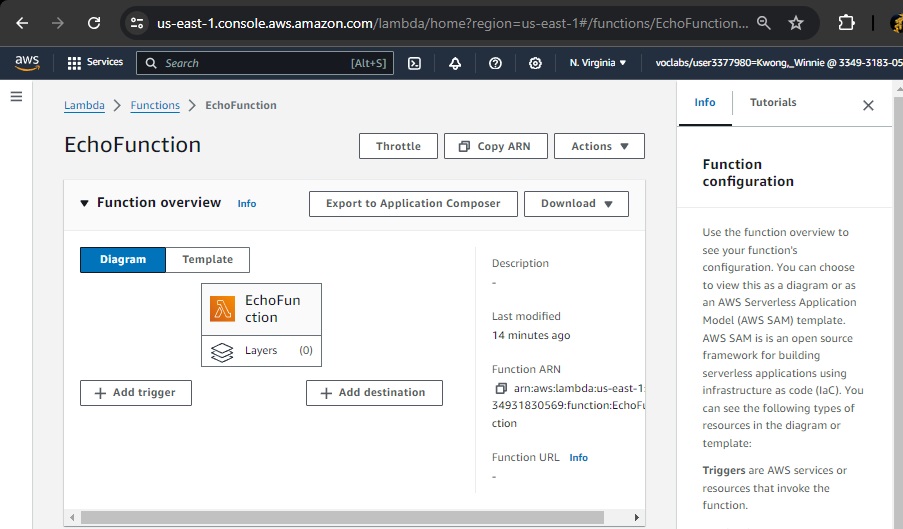 us-east-1.console.aws.amazon.com/lambda/home?region=us-east-1#/functions/EchoFunction...
aws
Services
Search
[Alt+S]
N. Virginia
voclabs/user3377980=Kwong,_Winnie @ 3349-3183-05
Lambda
Functions
EchoFunction
EchoFunction
Throttle
Copy ARN
Actions
Function overview
Info
Export to Application Composer
Download
Diagram
Template
EchoFun
ction
Layers
(0)
Add trigger
Add destination
Description
-
Last modified
14 minutes ago
Function ARN
arn:aws:lambda:us-east-1:
34931830569:function:EchoFu
ction
Function URL
Info
-
Info
Tutorials
Function
configuration
Use the function overview to
see your function's
configuration. You can choose
to view this as a diagram or as
an AWS Serverless Application
Model (AWS SAM) template.
AWS SAM is is an open source
framework for building
serverless applications using
infrastructure as code (IaC). You
can see the following types of
resources in the diagram or
template:
Triggers are AWS services or
resources that invoke the
function.